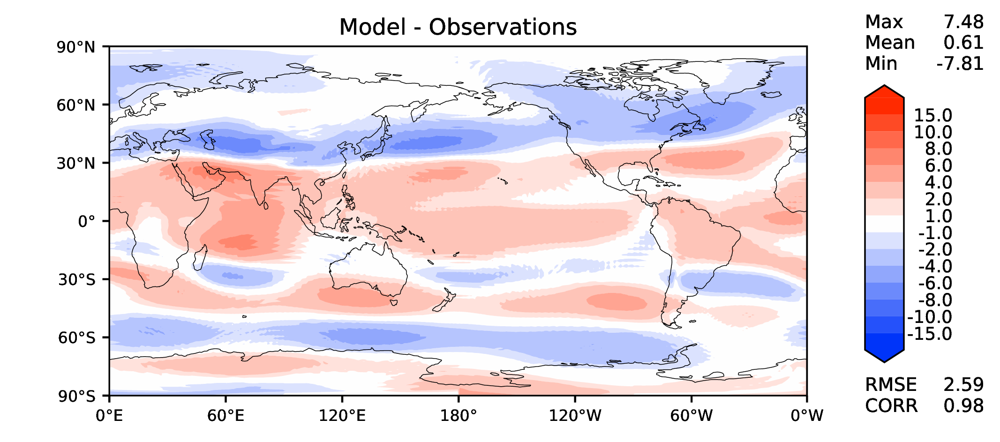 Model - Observations
Max 7.48
Mean 0.61
Min -7.81
90°N
60°N
30°N
0°
30°S
60°S
90°S
0°E 60°E 120°E 180° 120°W 60°W 0°W
15.0
10.0
8.0
6.0
4.0
2.0
1.0
-1.0
-2.0
-4.0
-6.0
-8.0
-10.0
-15.0
RMSE 2.59
CORR 0.98